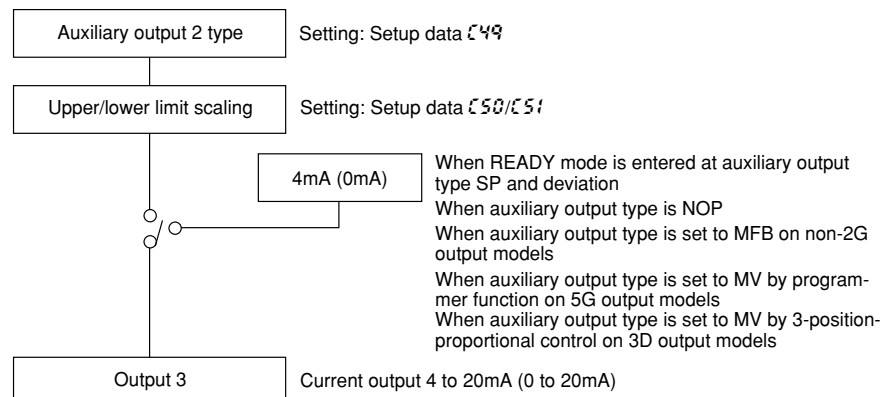 Auxiliary output 2 type
Setting: Setup data C49
Upper/lower limit scaling
Setting: Setup data C50/C51
4mA (0mA)
When READY mode is entered at auxiliary output
type SP and deviation
When auxiliary output type is NOP
When auxiliary output type is set to MFB on non-2G
output models
When auxiliary output type is set to MV by program-
mer function on 5G output models
When auxiliary output type is set to MV by 3-position-
proportional control on 3D output models
Output 3
Current output 4 to 20mA (0 to 20mA)